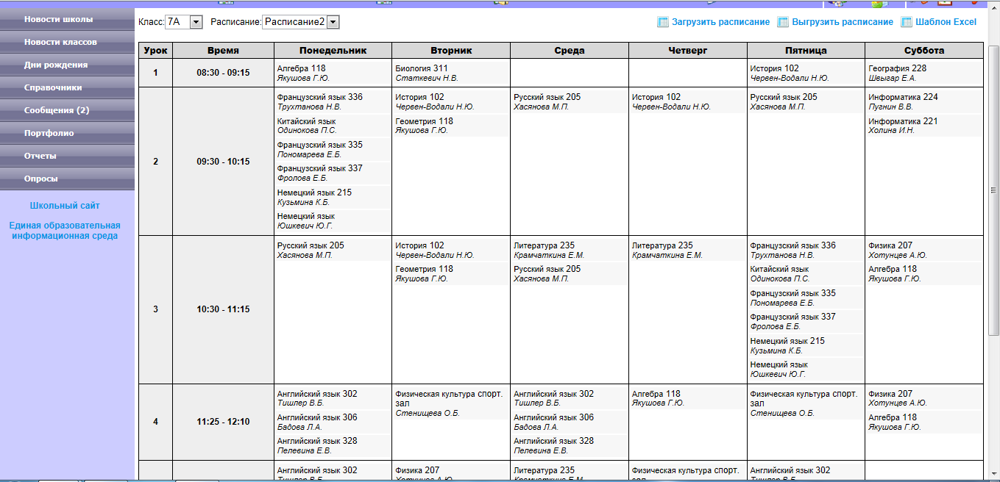 Новости школы
Новости классов
Дни рождения
Справочники
Сообщения (2)
Портфолио
Отчеты
Опросы
Школьный сайт
Единая образовательная
информационная среда
Класс: 7А Расписание: Расписание2
Загрузить расписание Выгрузить расписание Шаблон Excel
Урок Время Понедельник Вторник Среда Четверг Пятница Суббота
1
08:30 - 09:15
Алгебра 118
Якушова Г.Ю.
Биология 311
Статкевич Н.В.
История 102
Червен-Водали Н.Ю.
География 228
Швыгар Е.А.
2
09:30 - 10:15
Французский язык 336
Трухтанова Н.В.
Китайский язык
Одинокова П.С.
Французский язык 335
Пономарева Е.Б.
Французский язык 337
Фролова Е.Б.
Немецкий язык 215
Кузьмина К.Б.
Немецкий язык
Юшкевич Ю.Г.
История 102
Червен-Водали Н.Ю.
Геометрия 118
Якушова Г.Ю.
Русский язык 205
Хасянова М.П.
История 102
Червен-Водали Н.Ю.
Русский язык 205
Хасянова М.П.
Информатика 224
Пугнин В.В.
Информатика 221
Холина И.Н.
3
10:30 - 11:15
Русский язык 205
Хасянова М.П.
История 102
Червен-Водали Н.Ю.
Геометрия 118
Якушова Г.Ю.
Литература 235
Крамчаткина Е.М.
Русский язык 205
Хасянова М.П.
Литература 235
Крамчаткина Е.М.
Французский язык 336
Трухтанова Н.В.
Китайский язык
Одинокова П.С.
Французский язык 335
Пономарева Е.Б.
Французский язык 337
Фролова Е.Б.
Немецкий язык 215
Кузьмина К.Б.
Немецкий язык
Юшкевич Ю.Г.
Физика 207
Хотунцев А.Ю.
Алгебра 118
Якушова Г.Ю.
4
11:25 - 12:10
Английский язык 302
Тишлер В.Б.
Английский язык 306
Бадова Л.А.
Английский язык 328
Пелевина Е.В.
Физическая культура спорт.
зал
Стенищева О.Б.
Английский язык 302
Тишлер В.Б.
Английский язык 306
Бадова Л.А.
Английский язык 328
Пелевина Е.В.
Алгебра 118
Якушова Г.Ю.
Физическая культура спорт.
зал
Стенищева О.Б.
Физика 207
Хотунцев А.Ю.
Алгебра 118
Якушова Г.Ю.
Английский язык 302
Тишлер В.Б.
Физика 207
Хотунцев А.Ю.
Литература 235
Крамчаткина Е.М.
Физическая культура спорт.
зал
Английский язык 302
Тишлер В.Б.